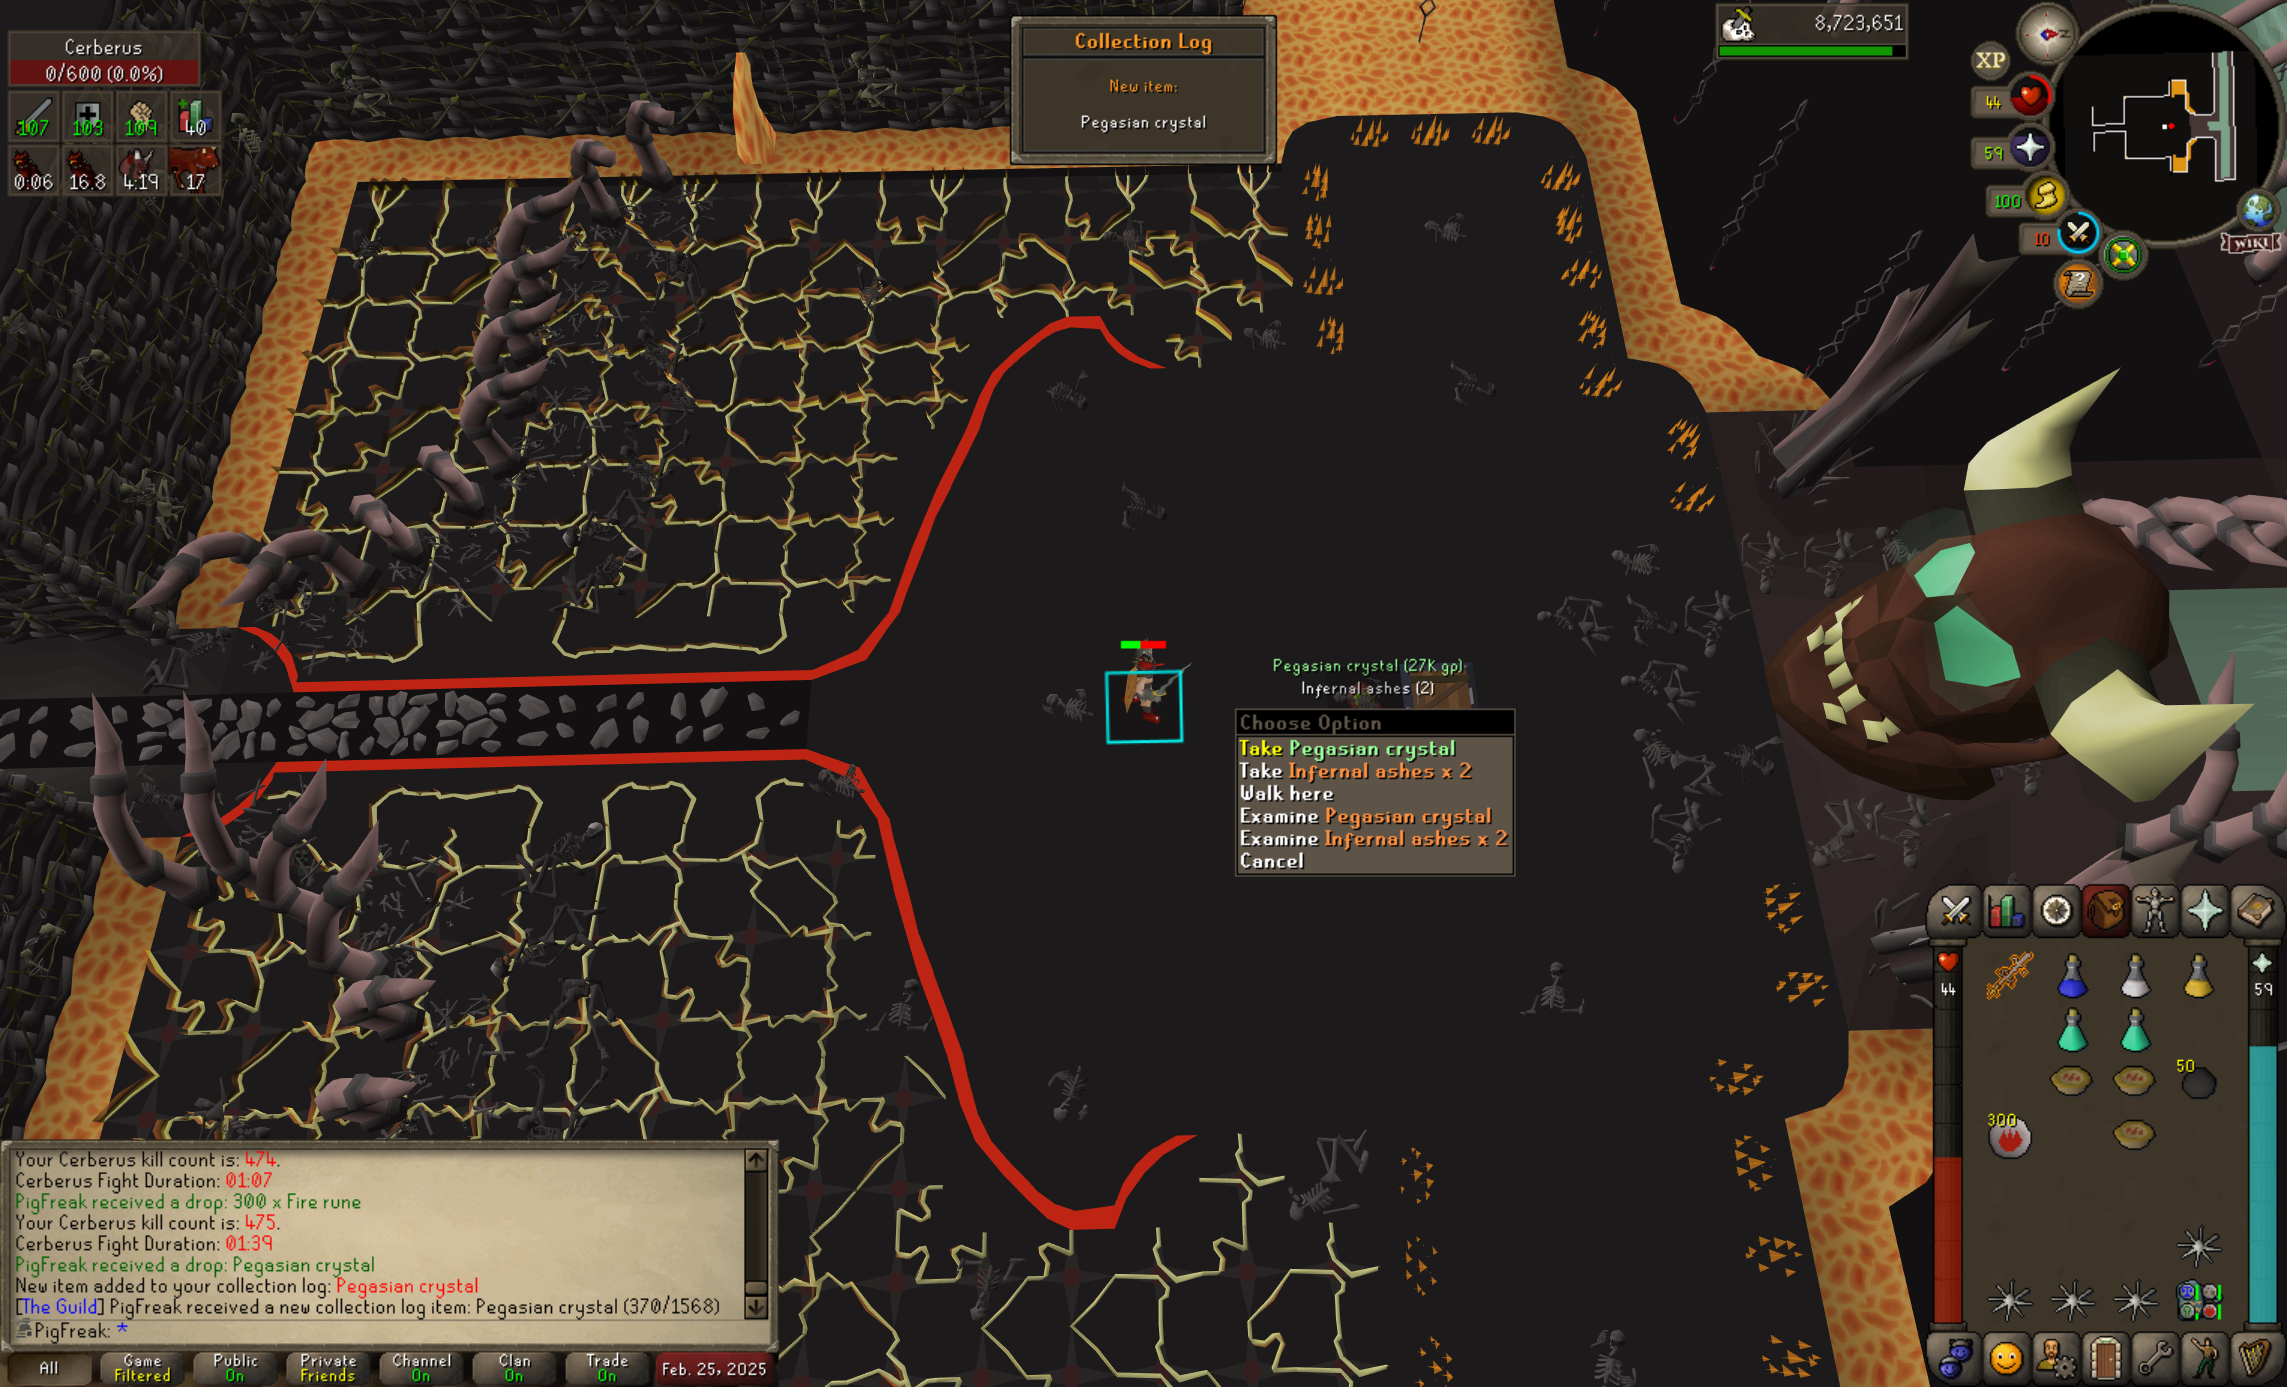 Cerberus
0/600 (0.0%)
107
103
109
40
0:06
16.8
4:19
17
Collection Log
New item:
Pegasian crystal
8,723,651
XP
44
59
100
10
WIKI
Pegasian crystal (27K gp)
Infernal ashes (2)
Choose Option
Take Pegasian crystal
Take Infernal ashes x 2
Walk here
Examine Pegasian crystal
Examine Infernal ashes x 2
Cancel
44
59
50
300
Your Cerberus kill count is: 474.
Cerberus Fight Duration: 01:07
PigFreak received a drop: 300 x Fire rune
Your Cerberus kill count is: 475.
Cerberus Fight Duration: 01:39
PigFreak received a drop: Pegasian crystal
New item added to your collection log: Pegasian crystal
[The Guild] PigFreak received a new collection log item: Pegasian crystal (370/1568)
PigFreak: *
All
Game
Filtered
Public
On
Private
Friends
Channel
On
Clan
On
Trade
On
Feb. 25, 2025